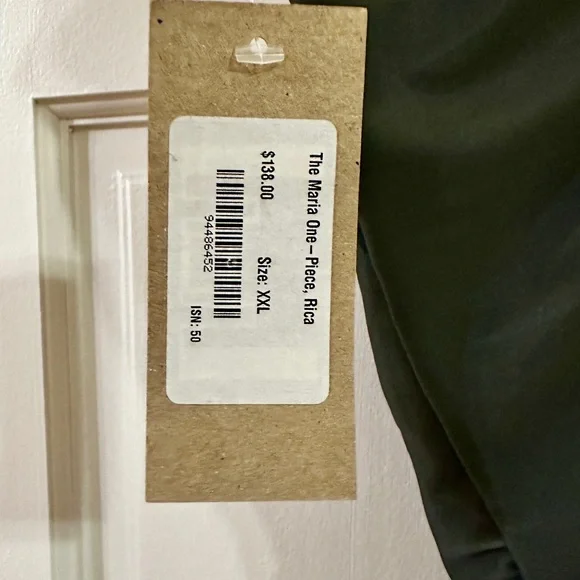 The Maria One-Piece, Rica
$138.00 Size: XXL
94486452
ISN: 50